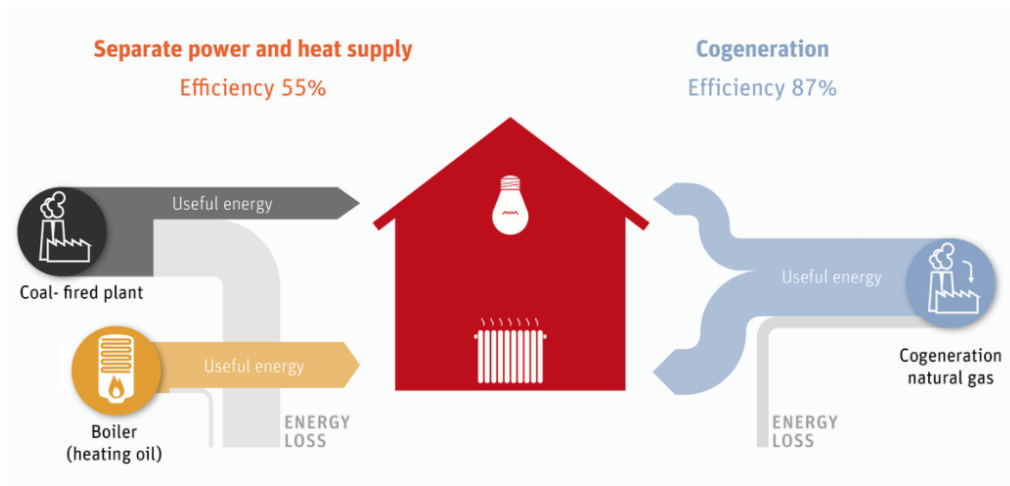 Separate power and heat supply
Efficiency 55%
Cogeneration
Efficiency 87%
Useful energy
Coal- fired plant
Useful energy
Boiler
(heating oil)
ENERGY
LOSS
Useful energy
Cogeneration
natural gas
ENERGY
LOSS